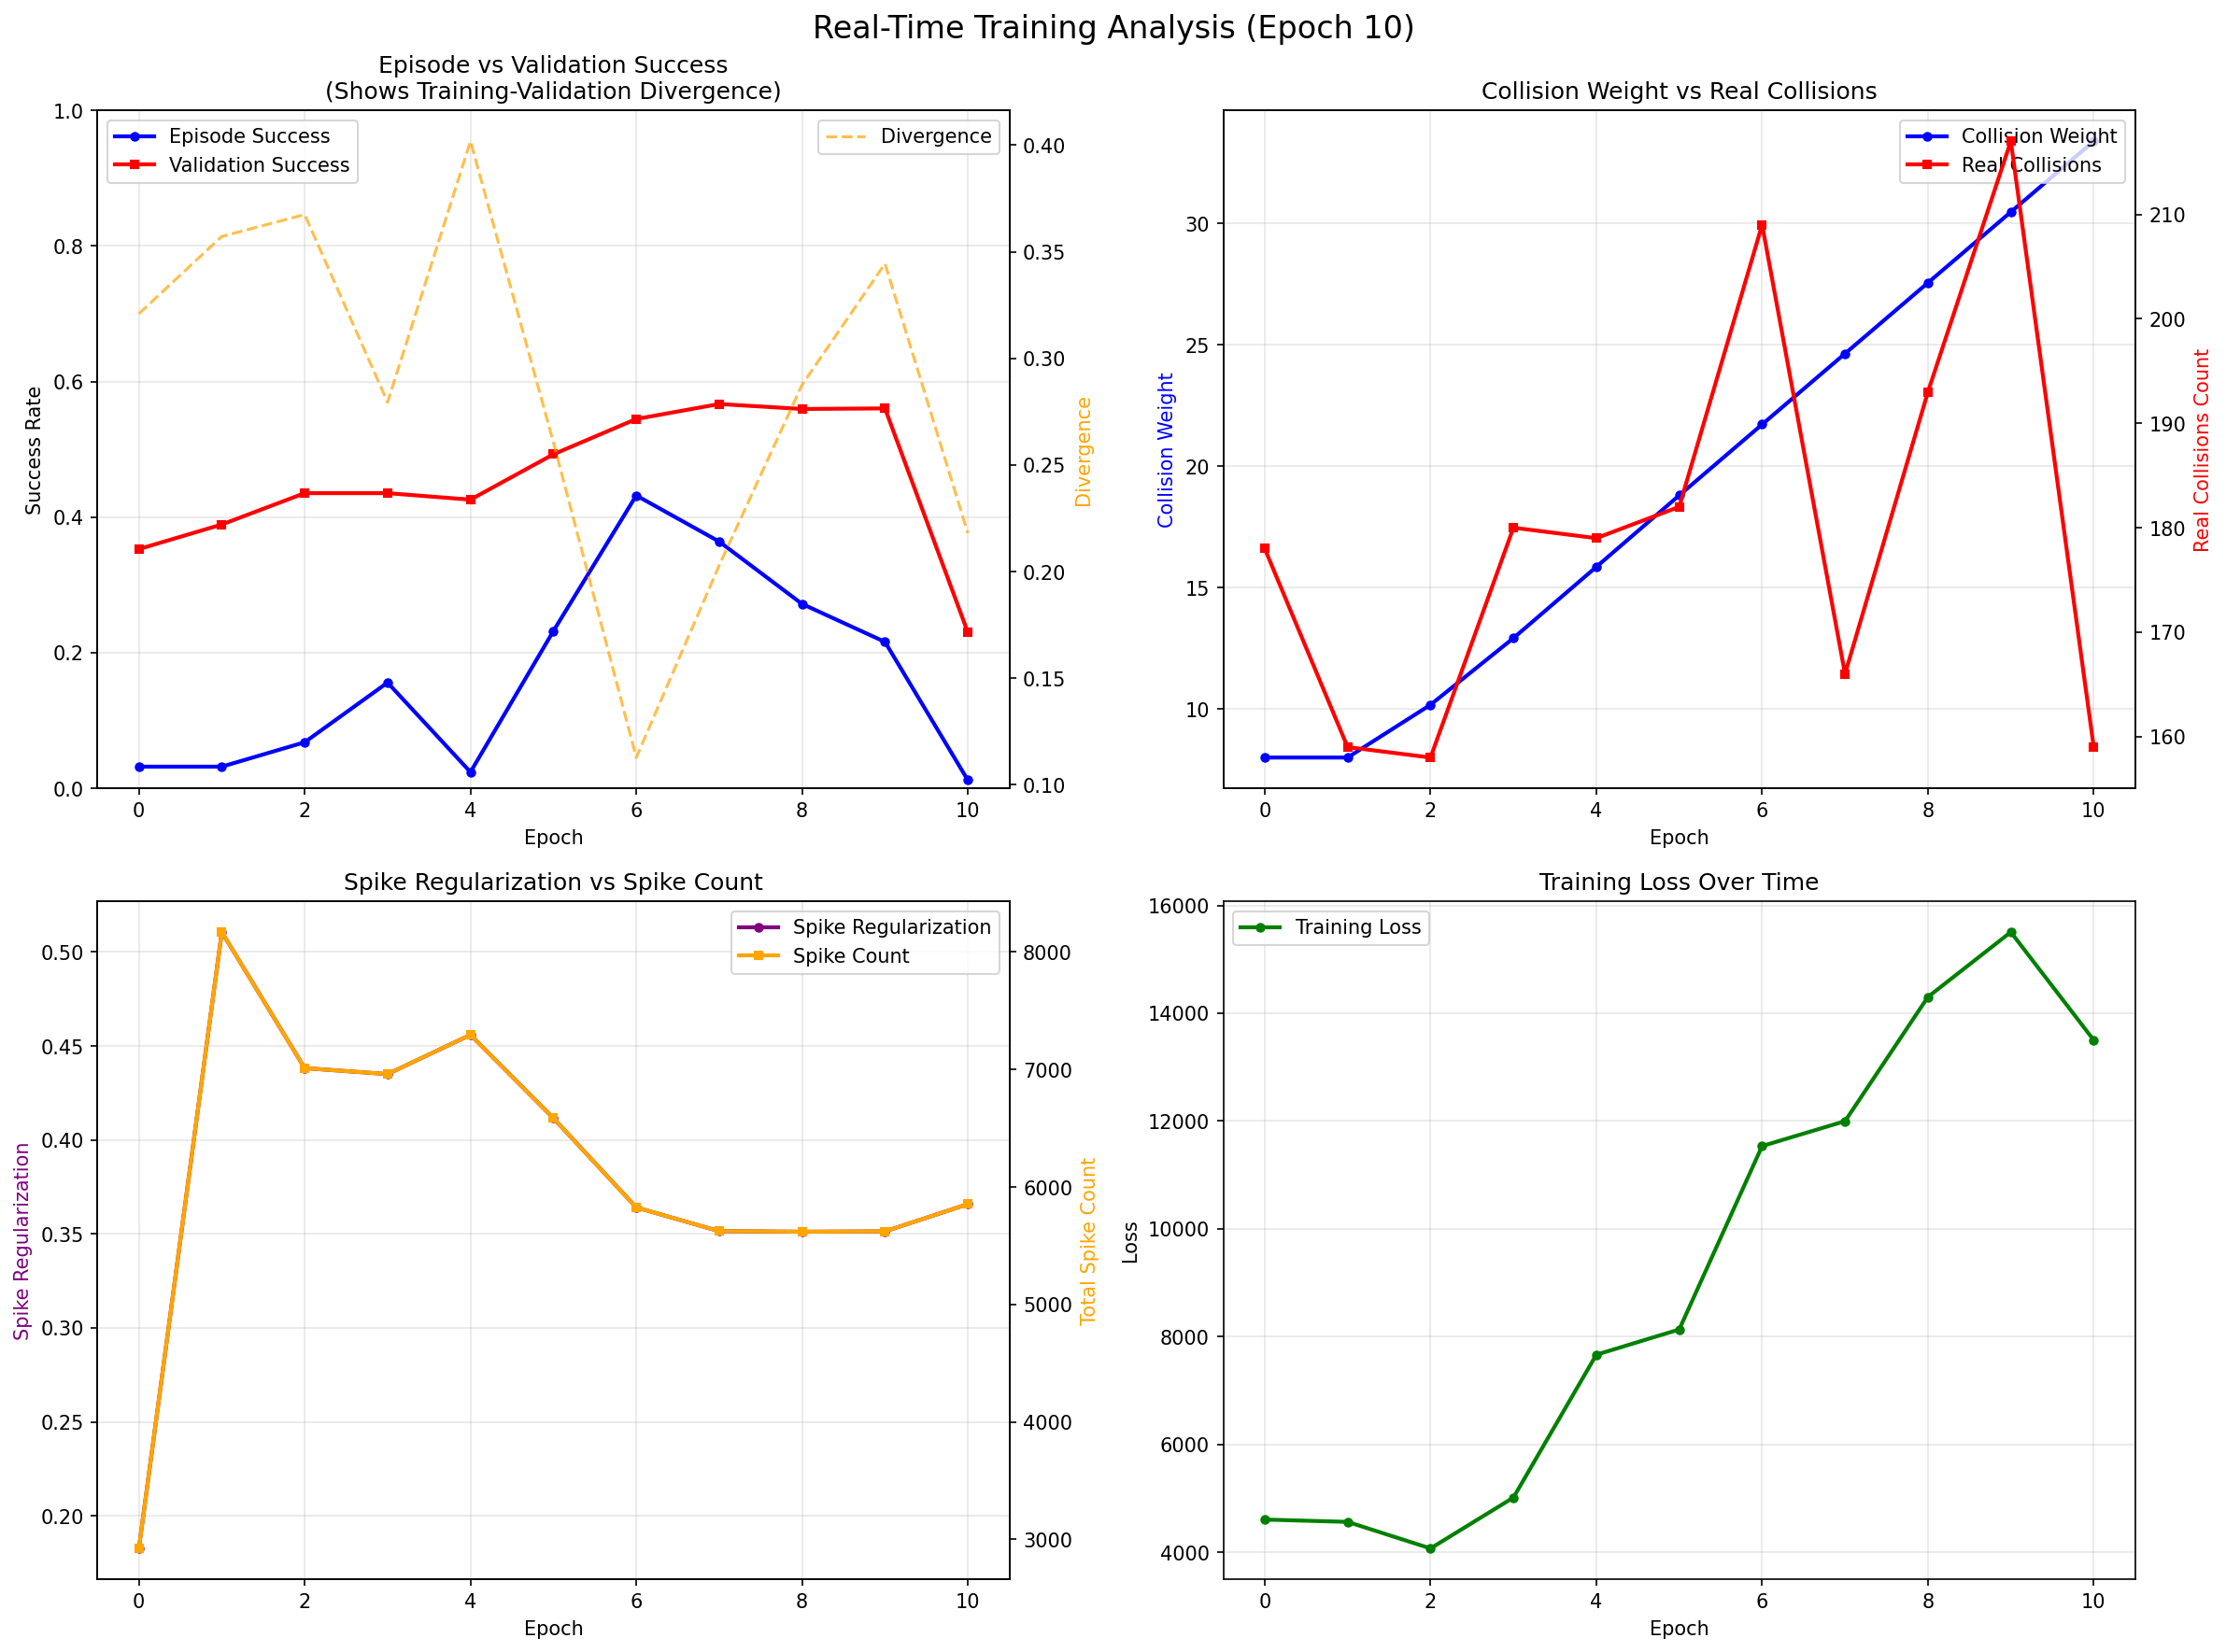 Real-Time Training Analysis (Epoch 10)
Episode vs Validation Success
(Shows Training-Validation Divergence)
Episode Success
Validation Success
Divergence
1.0
0.8
0.6
0.4
0.2
0.0
Success Rate
0.40
0.35
0.30
0.25
0.20
0.15
0.10
Divergence
0 2 4 6 8 10
Epoch
Collision Weight vs Real Collisions
Collision Weight
Real Collisions
30
25
20
15
10
Collision Weight
210
200
190
180
170
160
Real Collisions Count
0 2 4 6 8 10
Epoch
Spike Regularization vs Spike Count
Spike Regularization
Spike Count
0.50
0.45
0.40
0.35
0.30
0.25
0.20
Spike Regularization
8000
7000
6000
5000
4000
3000
Total Spike Count
0 2 4 6 8 10
Epoch
Training Loss Over Time
Training Loss
16000
14000
12000
10000
8000
6000
4000
Loss
0 2 4 6 8 10
Epoch